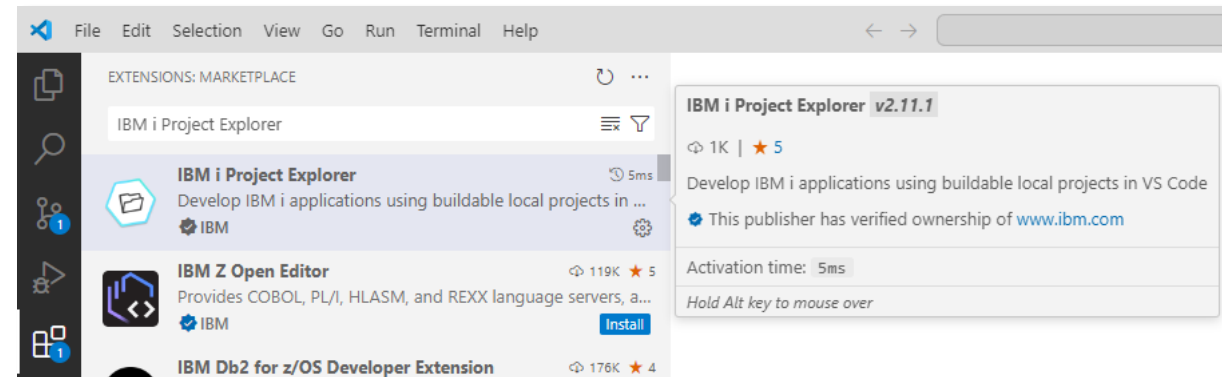 File Edit Selection View Go Run Terminal Help
EXTENSIONS: MARKETPLACE
IBM i Project Explorer
IBM i Project Explorer 5ms
Develop IBM i applications using buildable local projects in ...
IBM
IBM Z Open Editor 119K ★ 5
Provides COBOL, PL/I, HLASM, and REXX language servers, a...
IBM Install
IBM Db2 for z/OS Developer Extension 176K ★ 4
1
1
IBM i Project Explorer v2.11.1
1K | ★ 5
Develop IBM i applications using buildable local projects in VS Code
This publisher has verified ownership of www.ibm.com
Activation time: 5ms
Hold Alt key to mouse over